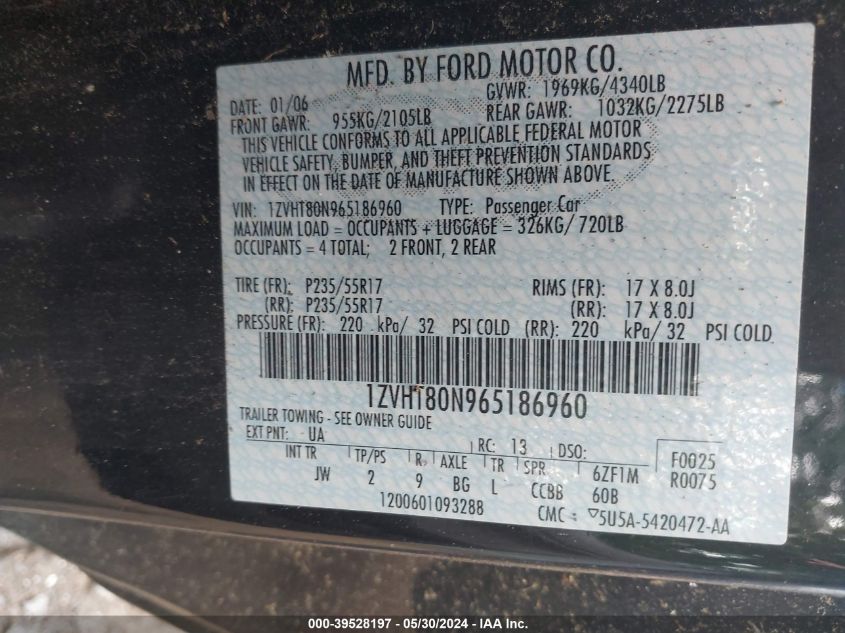 MFD. BY FORD MOTOR CO.
DATE: 01/06 GVWR: 1969KG/4340LB
FRONT GAWR: 955KG/2105LB REAR GAWR: 1032KG/2275LB
THIS VEHICLE CONFORMS TO ALL APPLICABLE FEDERAL MOTOR
VEHICLE SAFETY, BUMPER, AND THEFT PREVENTION STANDARDS
IN EFFECT ON THE DATE OF MANUFACTURE SHOWN ABOVE.
VIN: 1ZVHT80N965186960 TYPE: Passenger Car
MAXIMUM LOAD = OCCUPANTS + LUGGAGE = 326KG/ 720LB
OCCUPANTS = 4 TOTAL; 2 FRONT, 2 REAR
TIRE (FR): P235/55R17 RIMS (FR): 17 X 8.0J
(RR): P235/55R17 (RR): 17 X 8.0J
PRESSURE (FR): 220 kPa/ 32 PSI COLD (RR): 220 kPa/ 32 PSI COLD
1ZVHT80N965186960
TRAILER TOWING - SEE OWNER GUIDE
EXT PNT: UA RC: 13 DSO: F0025
INT TR TP/PS R AXLE TR SPR 6ZF1M R0075
JW 2 9 BG L CCBB 60B
1200601093288 CMC = ▽5U5A-5420472-AA
000-39528197 - 05/30/2024 - IAA Inc.